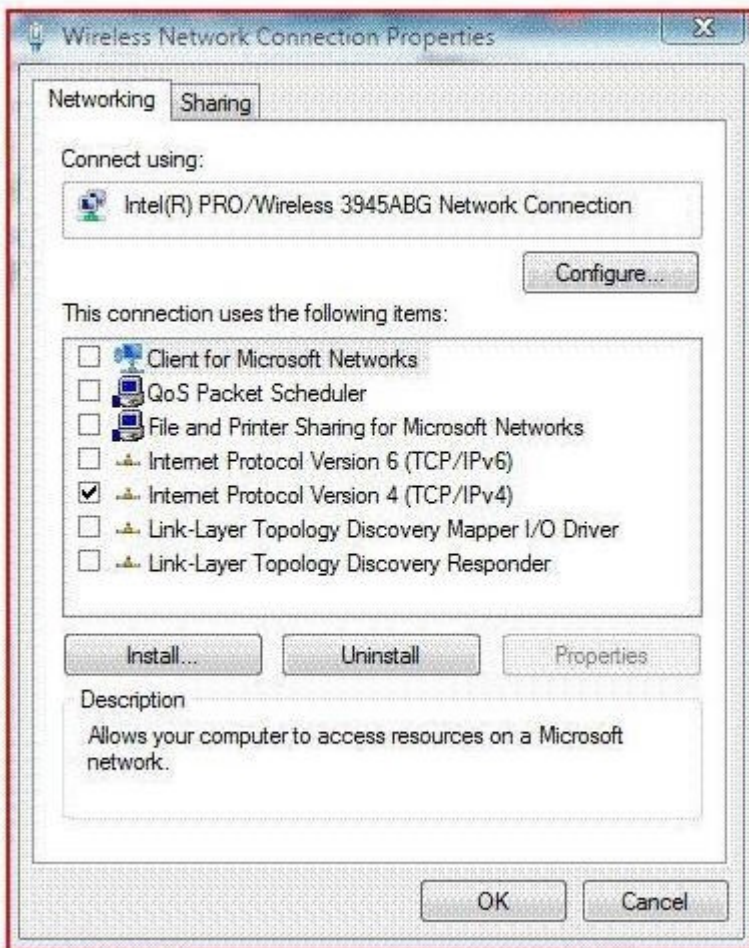 Wireless Network Connection Properties
Networking
Sharing
Connect using:
Intel(R) PRO/Wireless 3945ABG Network Connection
Configure...
This connection uses the following items:
Client for Microsoft Networks
QoS Packet Scheduler
File and Printer Sharing for Microsoft Networks
Internet Protocol Version 6 (TCP/IPv6)
Internet Protocol Version 4 (TCP/IPv4)
Link-Layer Topology Discovery Mapper I/O Driver
Link-Layer Topology Discovery Responder
Install...
Uninstall
Properties
Description
Allows your computer to access resources on a Microsoft
network.
OK
Cancel